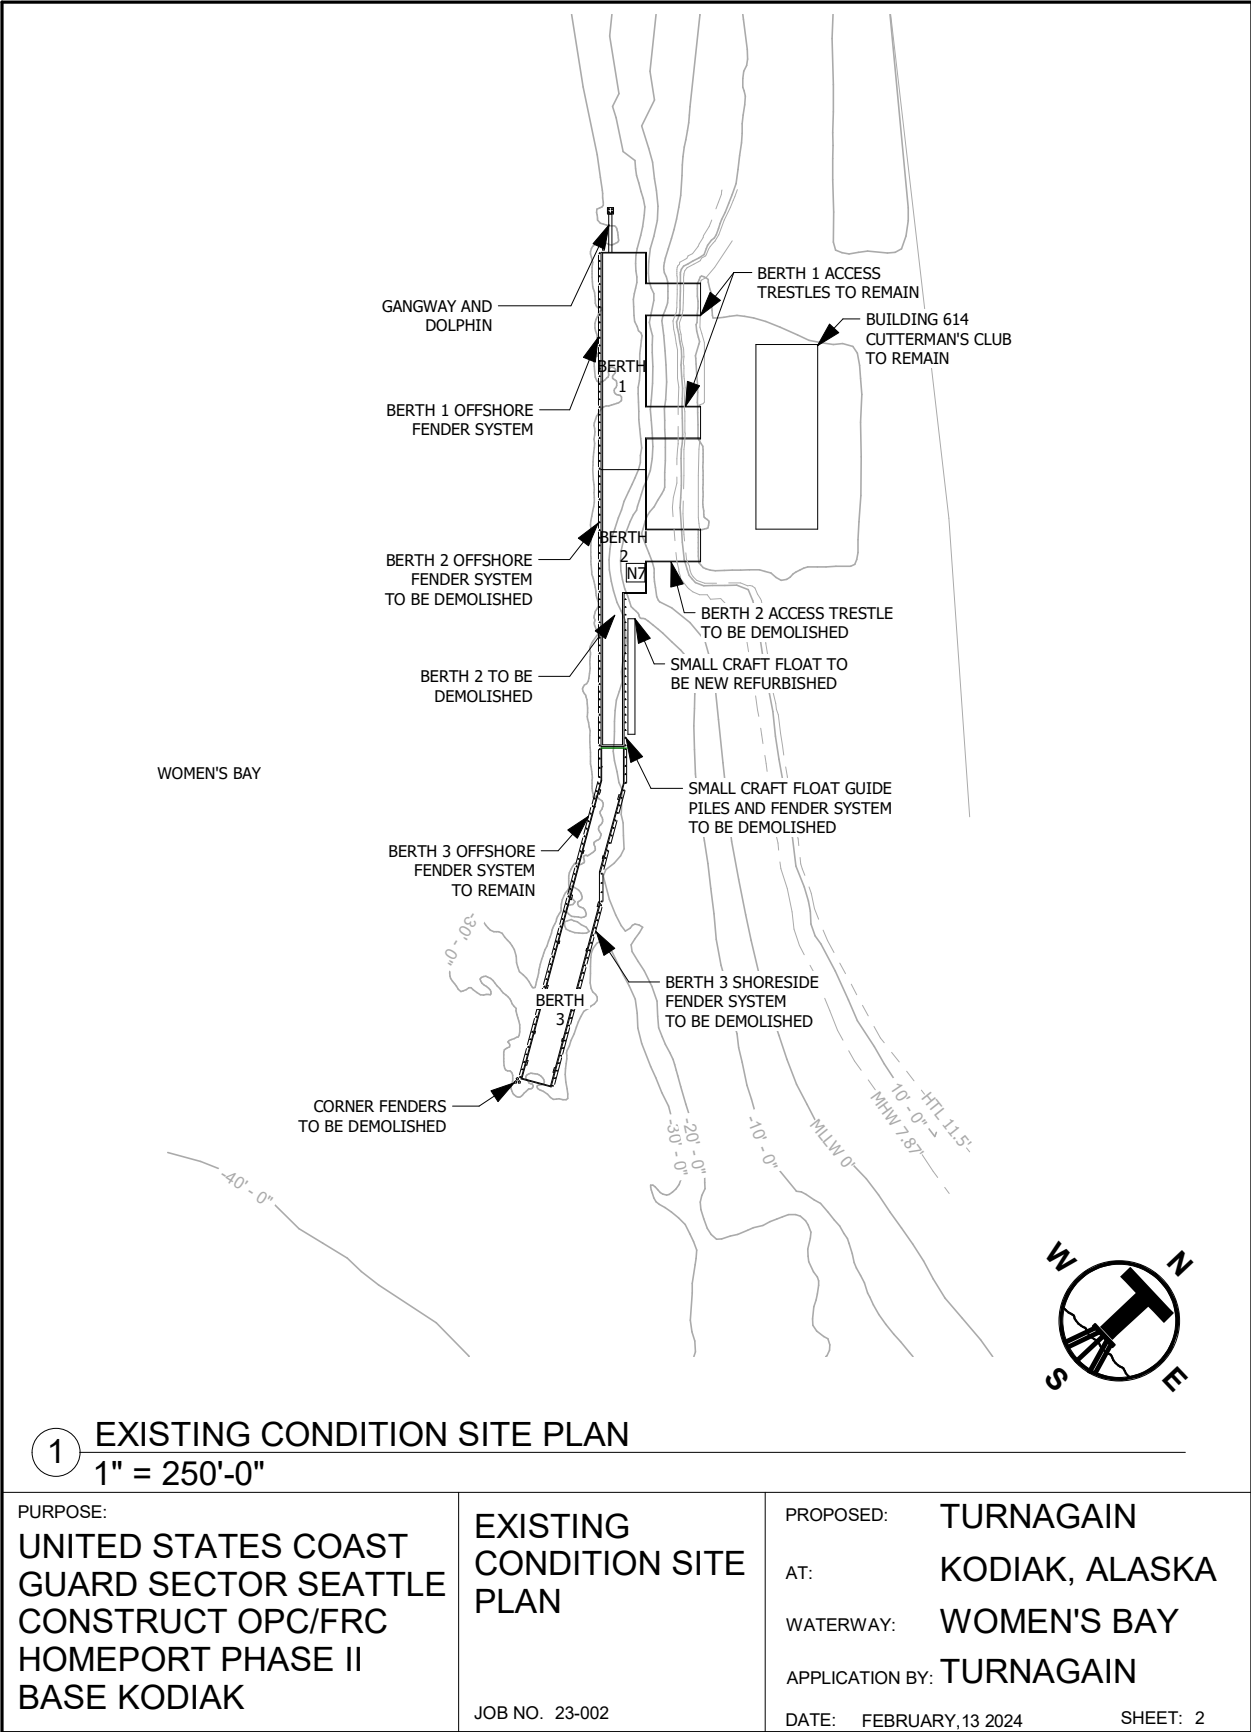 GANGWAY AND
DOLPHIN
BERTH 1 ACCESS
TRESTLES TO REMAIN
BUILDING 614
CUTTERMAN'S CLUB
TO REMAIN
BERTH
1
BERTH 1 OFFSHORE
FENDER SYSTEM
BERTH 2 OFFSHORE
FENDER SYSTEM
TO BE DEMOLISHED
BERTH
2
N7
BERTH 2 ACCESS TRESTLE
TO BE DEMOLISHED
BERTH 2 TO BE
DEMOLISHED
SMALL CRAFT FLOAT TO
BE NEW REFURBISHED
WOMEN'S BAY
SMALL CRAFT FLOAT GUIDE
PILES AND FENDER SYSTEM
TO BE DEMOLISHED
BERTH 3 OFFSHORE
FENDER SYSTEM
TO REMAIN
-30' - 0"
BERTH
3
BERTH 3 SHORESIDE
FENDER SYSTEM
TO BE DEMOLISHED
CORNER FENDERS
TO BE DEMOLISHED
-40' - 0"
-30' - 0"
-20' - 0"
-10' - 0"
MLLW 0'
MHW 7.87'
10' - 0"
HTL 11.5'
W
N
S
E
1
EXISTING CONDITION SITE PLAN
1" = 250'-0"
PURPOSE:
UNITED STATES COAST
GUARD SECTOR SEATTLE
CONSTRUCT OPC/FRC
HOMEPORT PHASE II
BASE KODIAK
EXISTING
CONDITION SITE
PLAN
JOB NO. 23-002
PROPOSED: TURNAGAIN
AT: KODIAK, ALASKA
WATERWAY: WOMEN'S BAY
APPLICATION BY: TURNAGAIN
DATE: FEBRUARY,13 2024 SHEET: 2